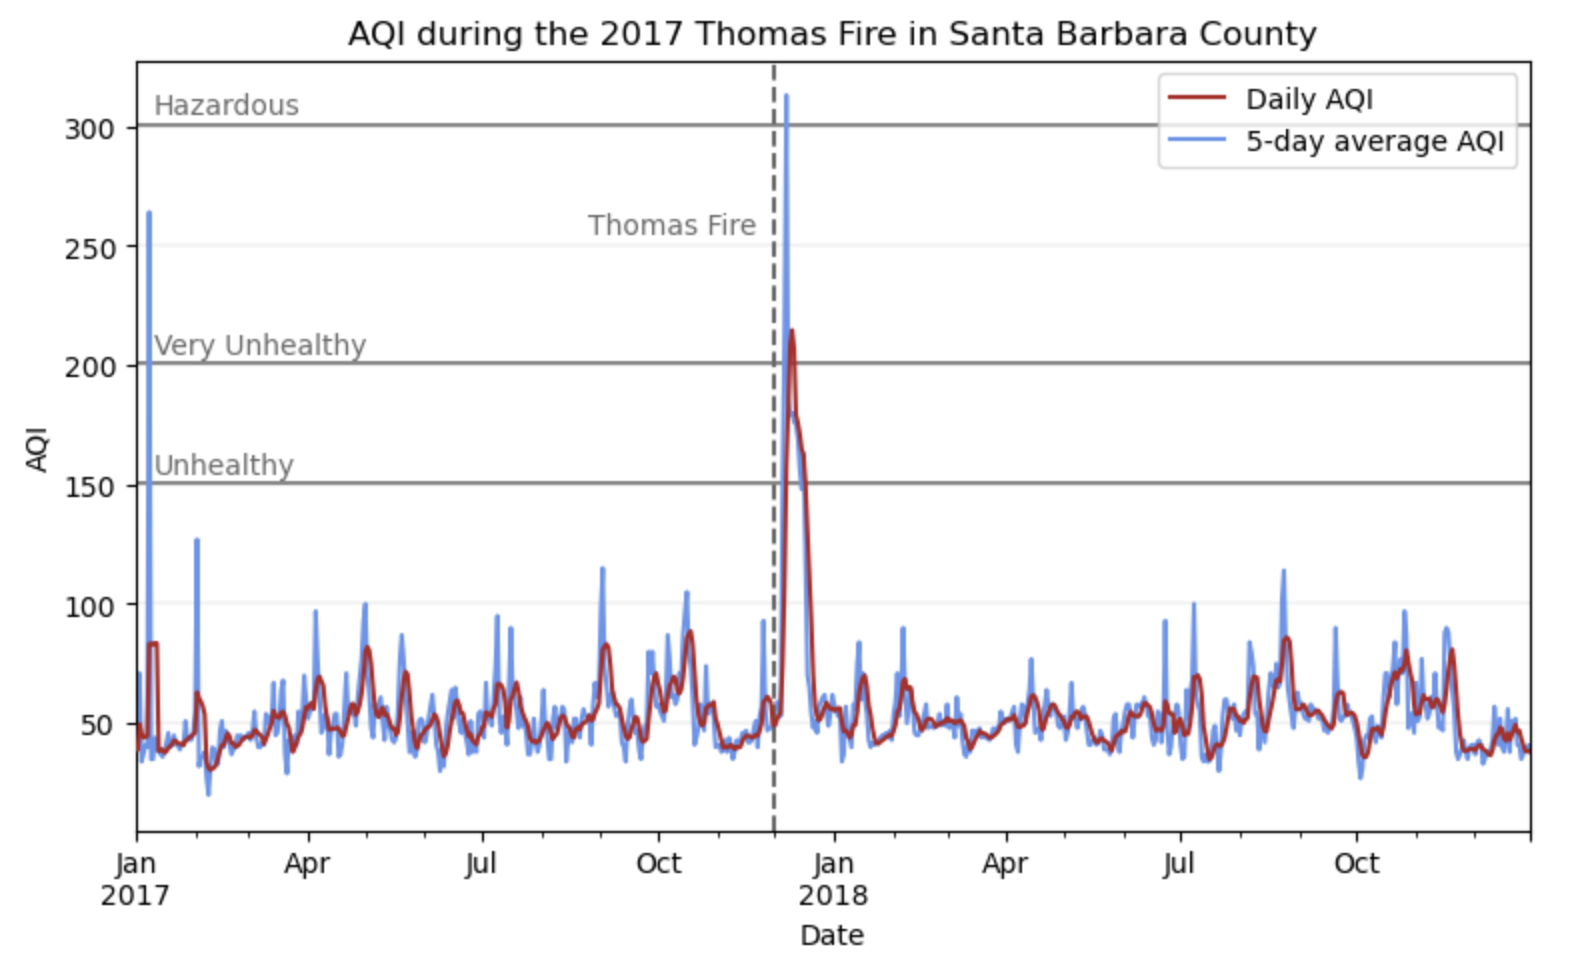 AQI during the 2017 Thomas Fire in Santa Barbara County
Hazardous
Daily AQI
5-day average AQI
Thomas Fire
Very Unhealthy
Unhealthy
AQI
300
250
200
150
100
50
Jan Apr Jul Oct Jan Apr Jul Oct
2017 2018
Date